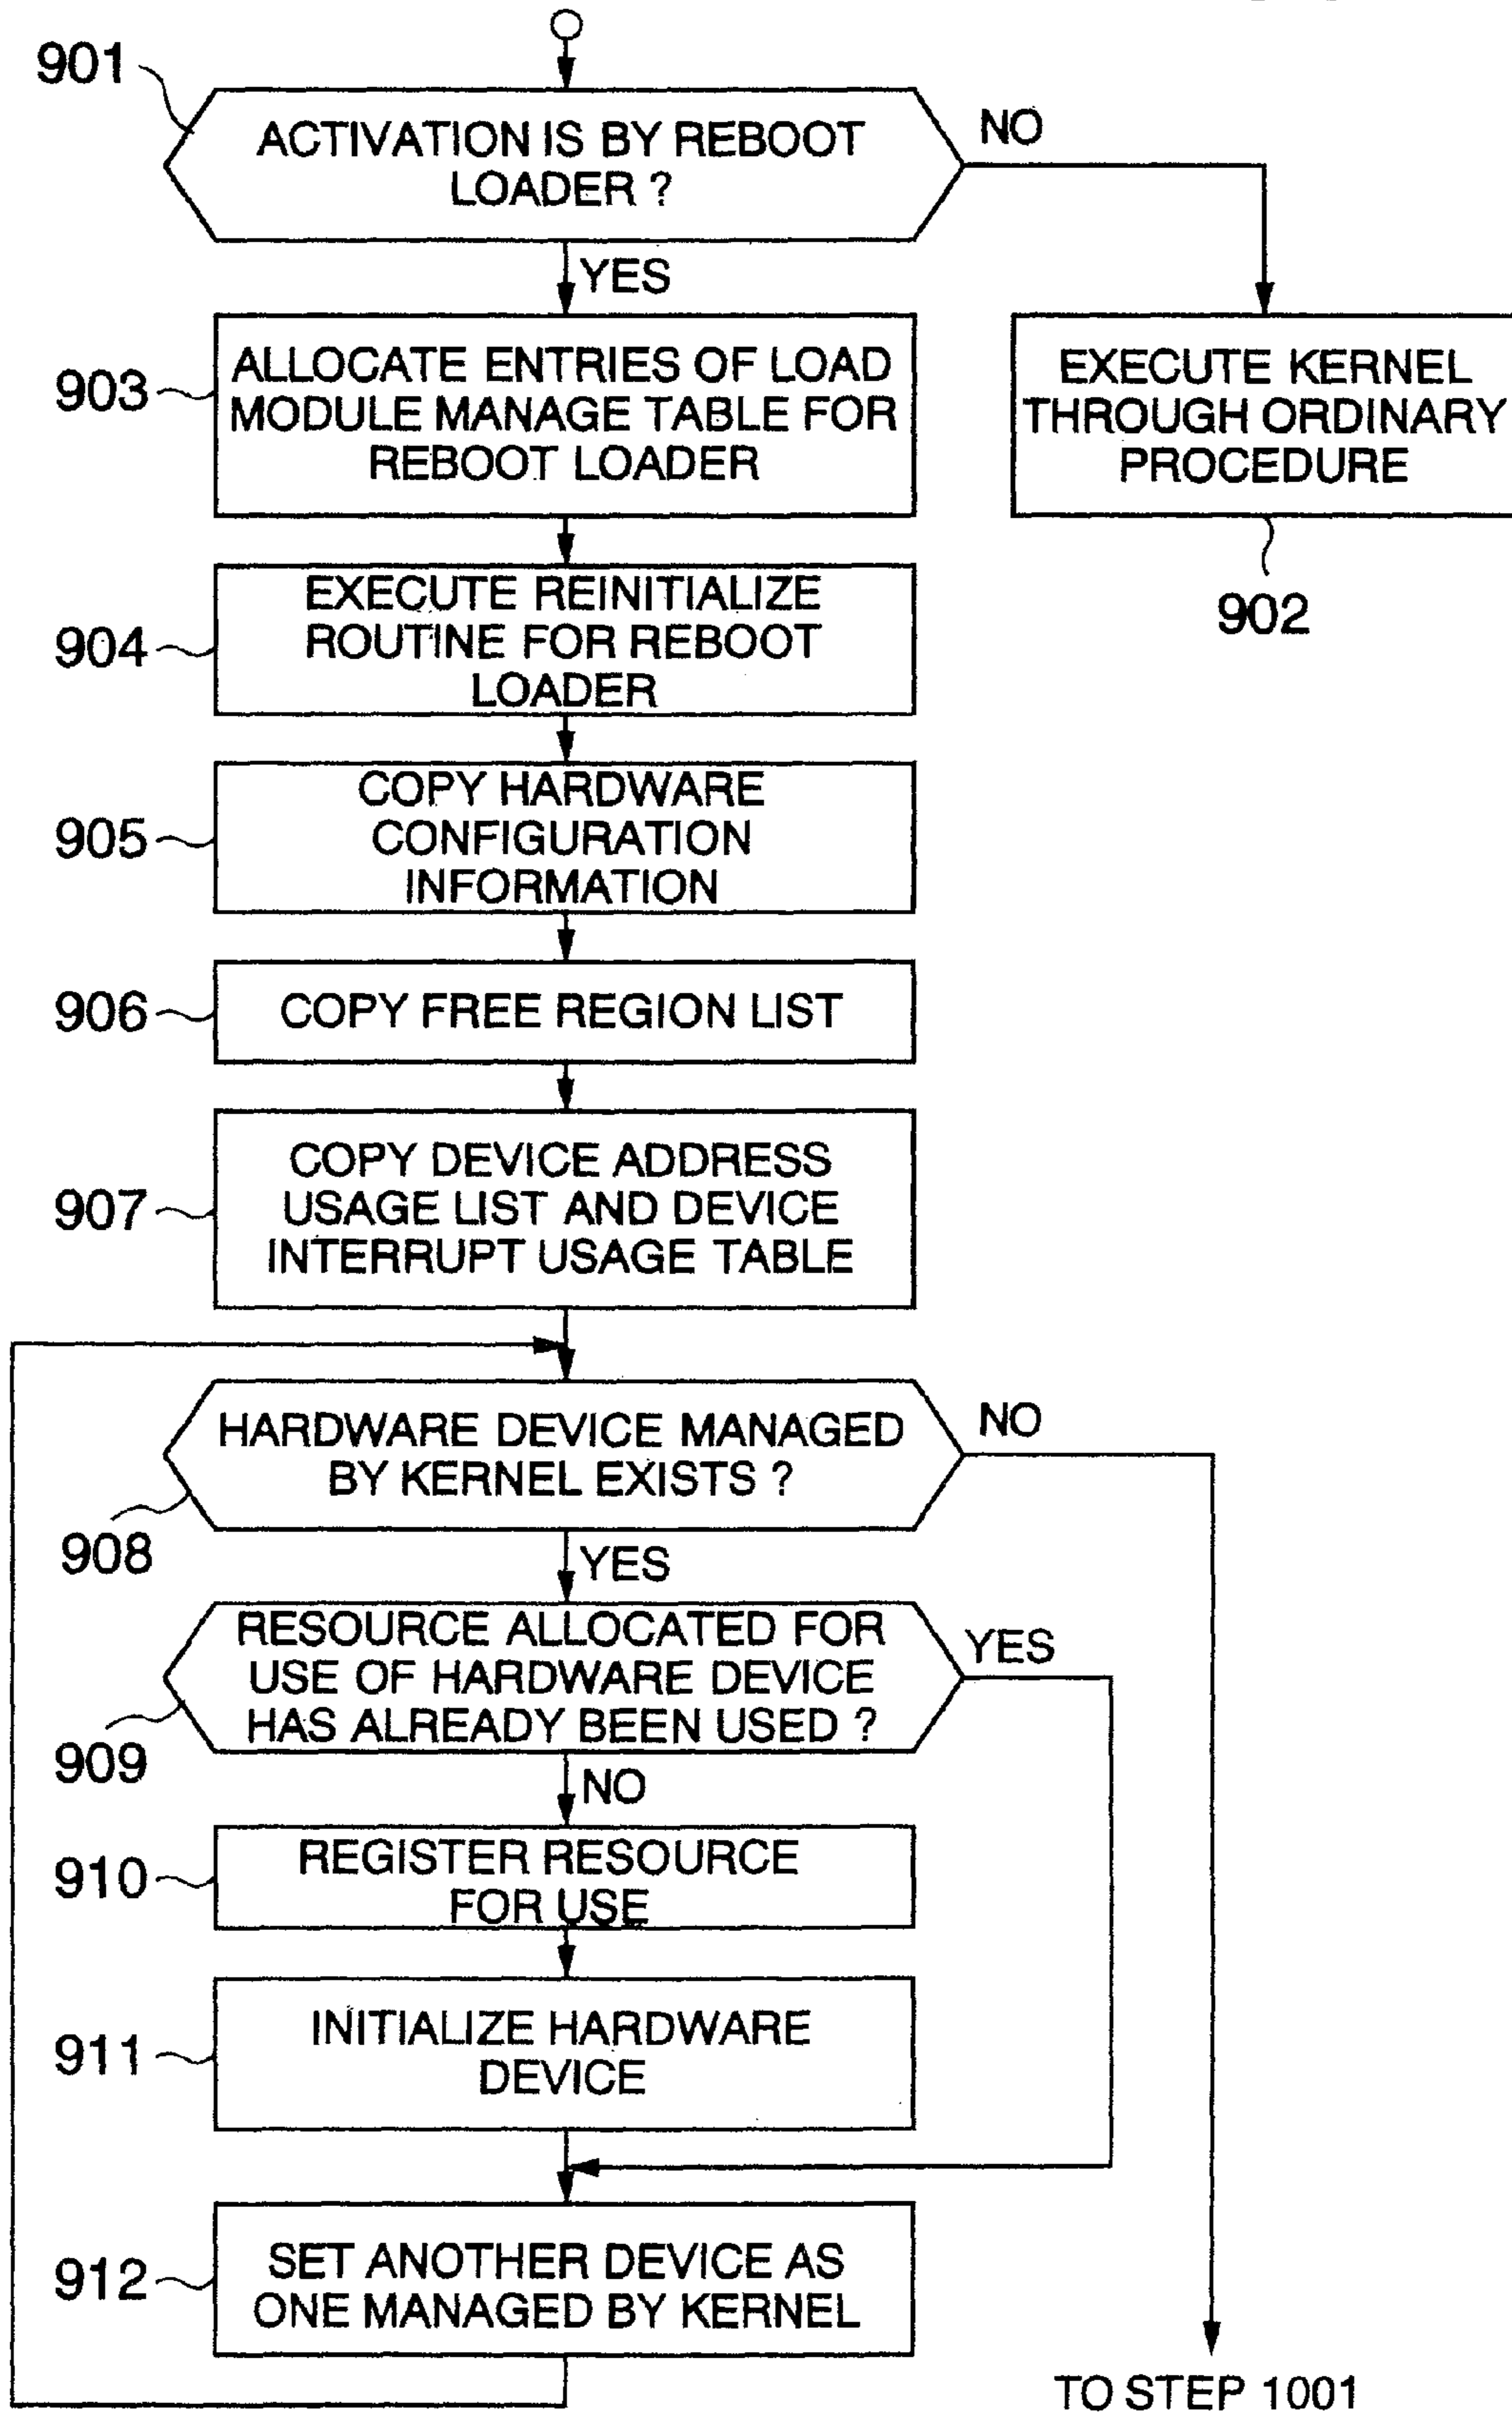 901
ACTIVATION IS BY REBOOT
LOADER ?
NO
YES
903
ALLOCATE ENTRIES OF LOAD
MODULE MANAGE TABLE FOR
REBOOT LOADER
EXECUTE KERNEL
THROUGH ORDINARY
PROCEDURE
902
904
EXECUTE REINITIALIZE
ROUTINE FOR REBOOT
LOADER
905
COPY HARDWARE
CONFIGURATION
INFORMATION
906
COPY FREE REGION LIST
907
COPY DEVICE ADDRESS
USAGE LIST AND DEVICE
INTERRUPT USAGE TABLE
HARDWARE DEVICE MANAGED
BY KERNEL EXISTS ?
NO
908
YES
RESOURCE ALLOCATED FOR
USE OF HARDWARE DEVICE
HAS ALREADY BEEN USED ?
YES
909
NO
910
REGISTER RESOURCE
FOR USE
911
INITIALIZE HARDWARE
DEVICE
912
SET ANOTHER DEVICE AS
ONE MANAGED BY KERNEL
TO STEP 1001